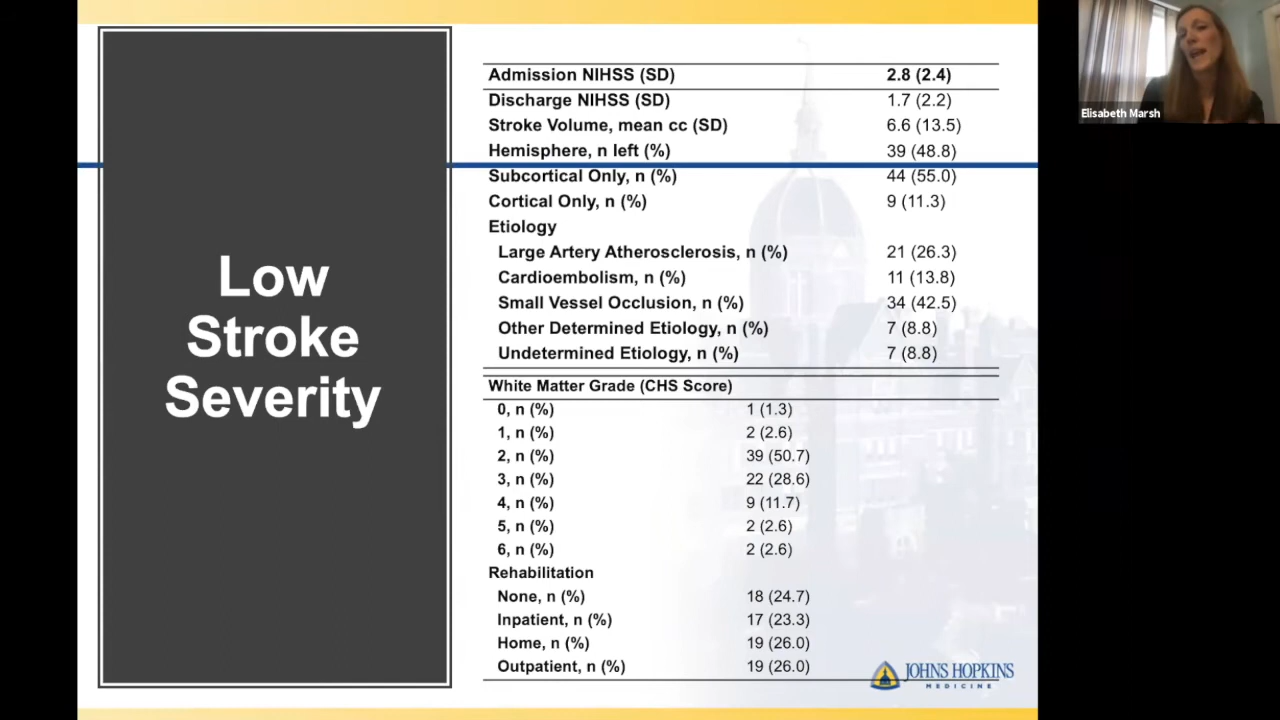 Low
Stroke
Severity
Admission NIHSS (SD) 2.8 (2.4)
Discharge NIHSS (SD) 1.7 (2.2)
Stroke Volume, mean cc (SD) 6.6 (13.5)
Hemisphere, n left (%) 39 (48.8)
Subcortical Only, n (%) 44 (55.0)
Cortical Only, n (%) 9 (11.3)
Etiology
Large Artery Atherosclerosis, n (%) 21 (26.3)
Cardioembolism, n (%) 11 (13.8)
Small Vessel Occlusion, n (%) 34 (42.5)
Other Determined Etiology, n (%) 7 (8.8)
Undetermined Etiology, n (%) 7 (8.8)
White Matter Grade (CHS Score)
0, n (%) 1 (1.3)
1, n (%) 2 (2.6)
2, n (%) 39 (50.7)
3, n (%) 22 (28.6)
4, n (%) 9 (11.7)
5, n (%) 2 (2.6)
6, n (%) 2 (2.6)
Rehabilitation
None, n (%) 18 (24.7)
Inpatient, n (%) 17 (23.3)
Home, n (%) 19 (26.0)
Outpatient, n (%) 19 (26.0)
JOHNS HOPKINS
MEDICINE
Elisabeth Marsh